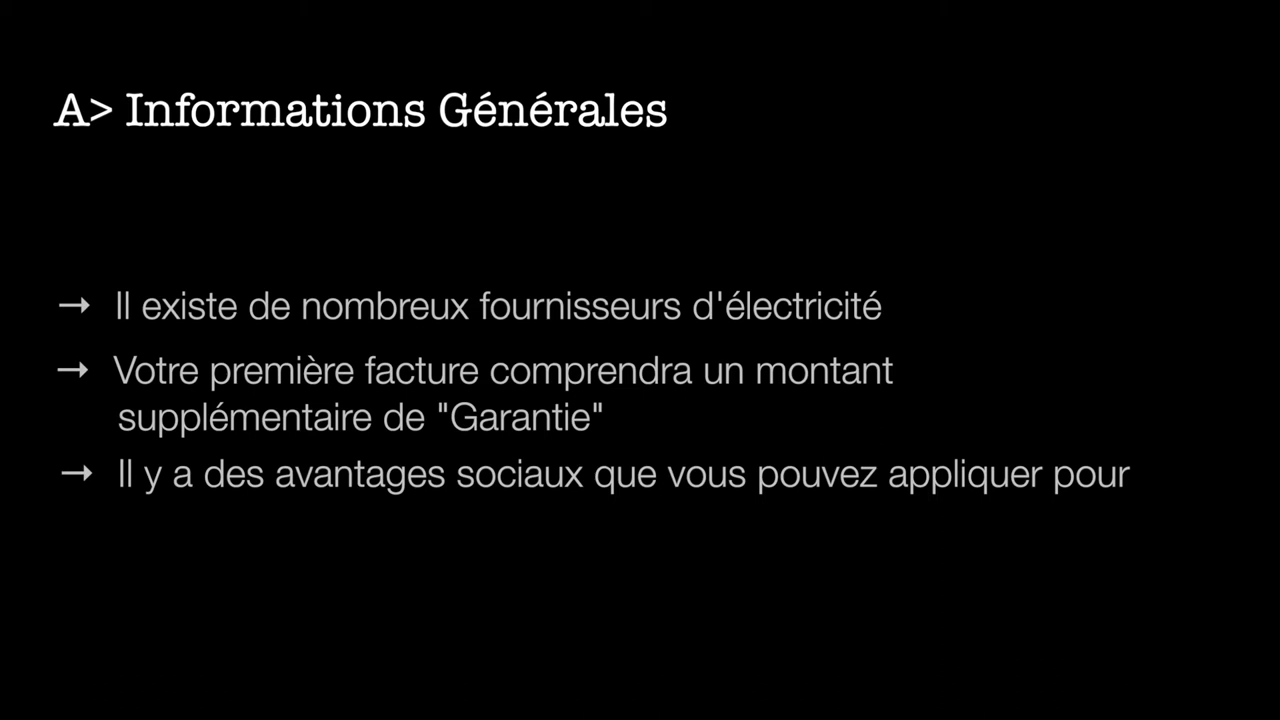 A> Informations Générales
→ Il existe de nombreux fournisseurs d'électricité
→ Votre première facture comprendra un montant
supplémentaire de "Garantie"
→ Il y a des avantages sociaux que vous pouvez appliquer pour